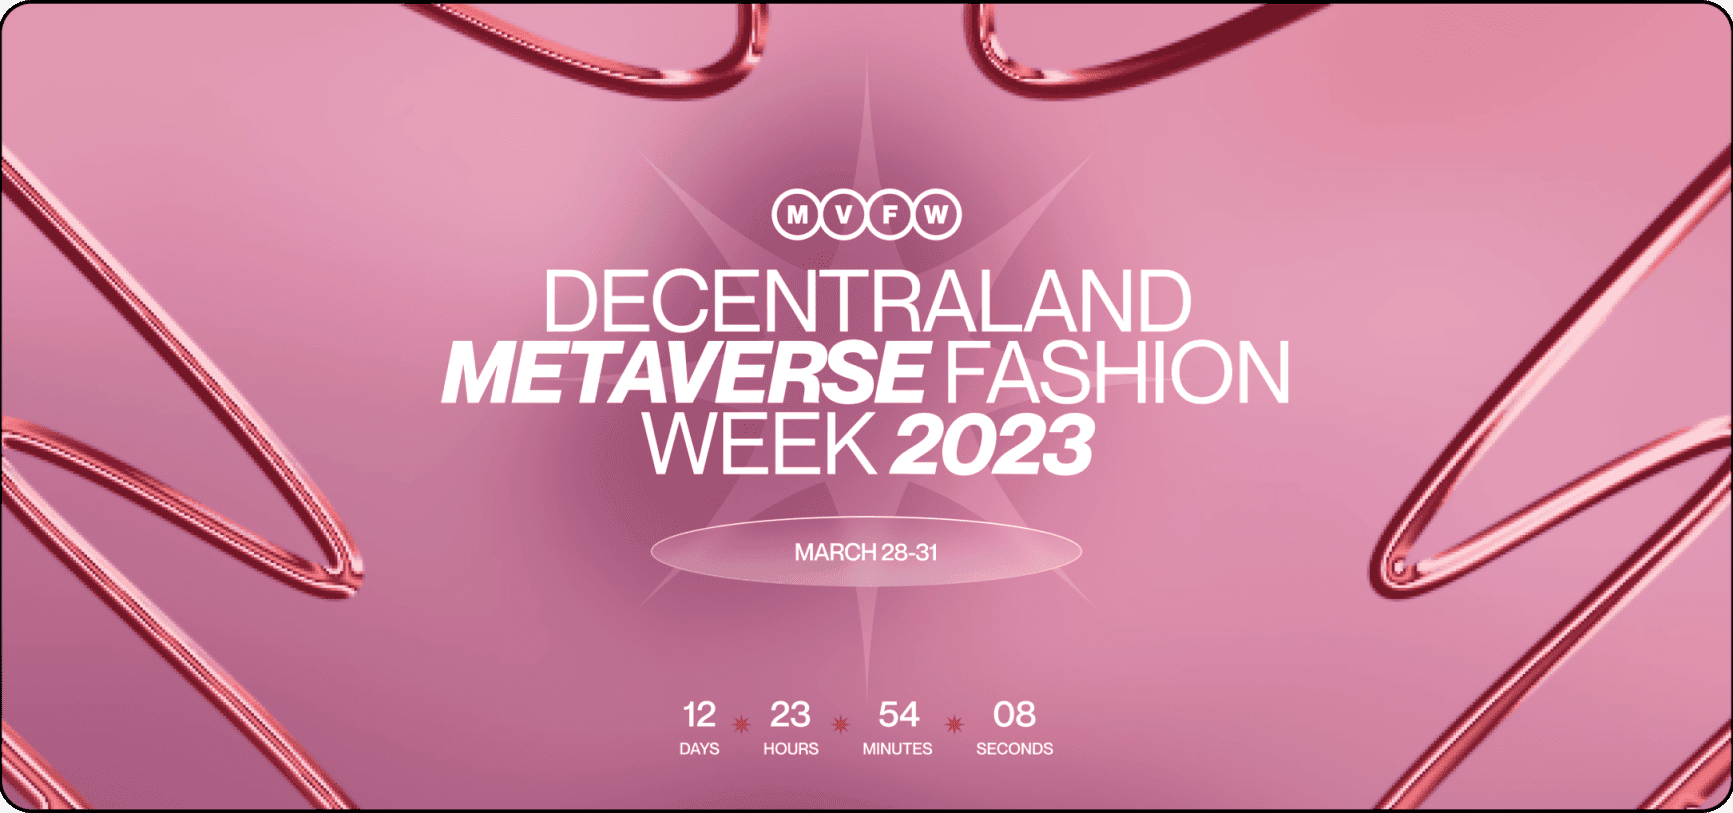 MVFW
DECENTRALAND
METAVERSE FASHION
WEEK 2023
MARCH 28-31
12 23 54 08
DAYS HOURS MINUTES SECONDS